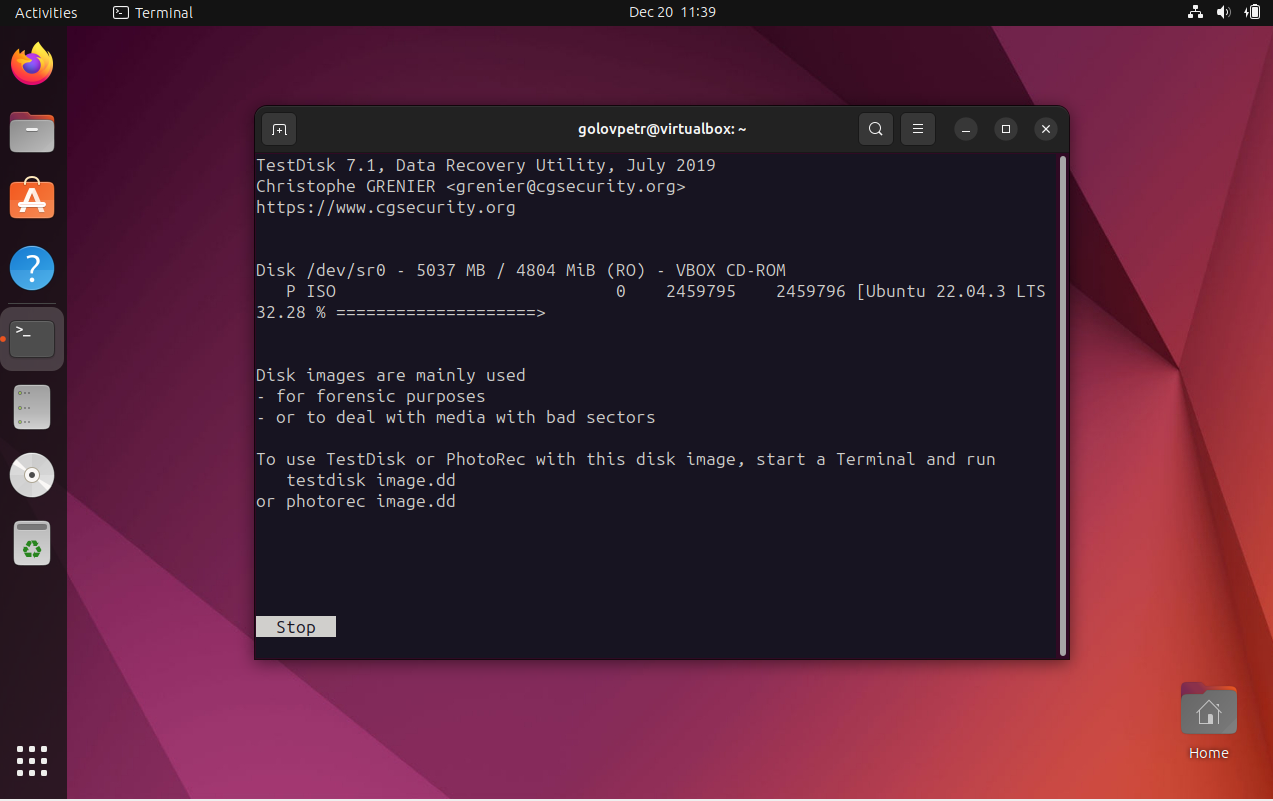 Activities
Terminal
Dec 20 11:39
golovpetr@virtualbox: ~
TestDisk 7.1, Data Recovery Utility, July 2019
Christophe GRENIER <grenier@cgsecurity.org>
https://www.cgsecurity.org
Disk /dev/sr0 - 5037 MB / 4804 MiB (RO) - VBOX CD-ROM
P ISO 0 2459795 2459796 [Ubuntu 22.04.3 LTS
32.28 % ====================>
Disk images are mainly used
- for forensic purposes
- or to deal with media with bad sectors
To use TestDisk or PhotoRec with this disk image, start a Terminal and run
testdisk image.dd
or photorec image.dd
Stop
Home